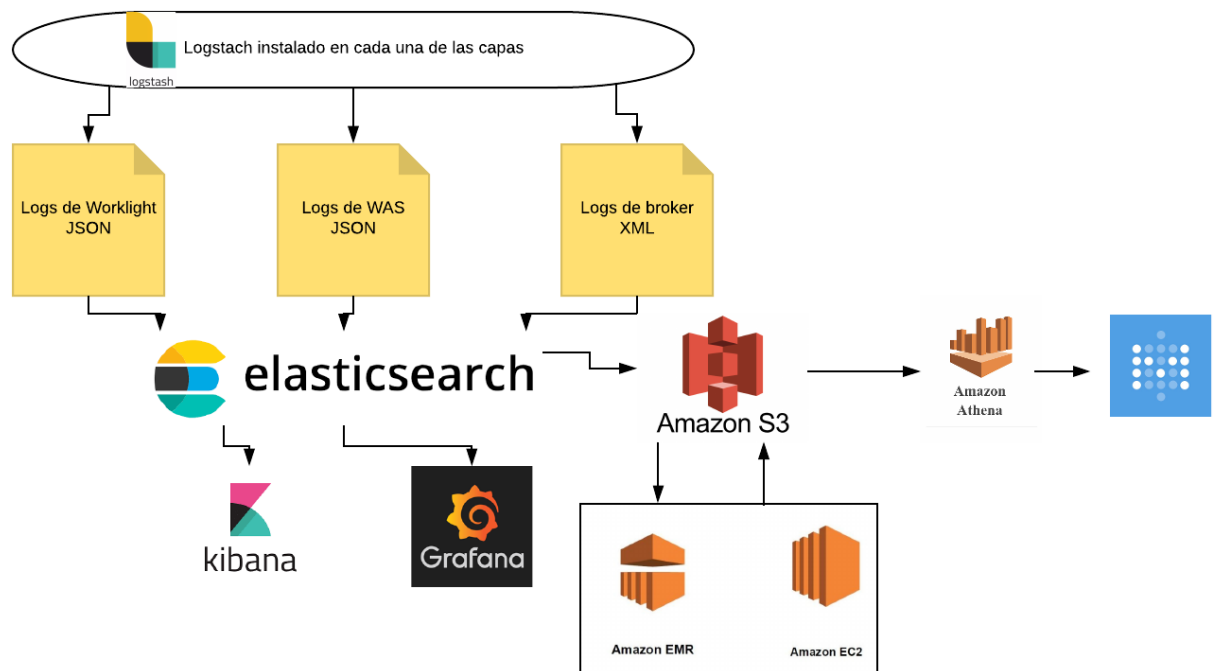 Logstach instalado en cada una de las capas
logstash
Logs de Worklight
JSON
Logs de WAS
JSON
Logs de broker
XML
elasticsearch
Amazon S3
Amazon
Athena
kibana
Grafana
Amazon EMR
Amazon EC2